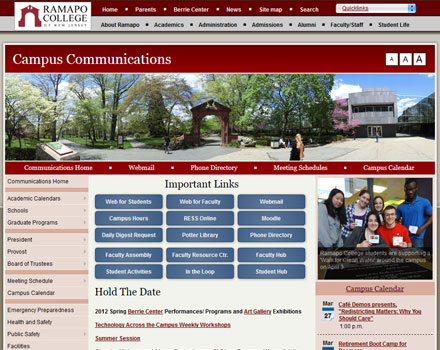 RAMAPO
COLLEGE
OF NEW JERSEY
Home Parents Berrie Center News Site map Search
Quicklinks
About Ramapo Academics Administration Admissions Alumni Faculty/Staff Student Life
Campus Communications
A A A
Communications Home Webmail Phone Directory Meeting Schedules Campus Calendar
Communications Home
Academic Calendars
Schools
Graduate Programs
President
Provost
Board of Trustees
Meeting Schedule
Campus Calendar
Emergency Preparedness
Health and Safety
Public Safety
Important Links
Web for Students Web for Faculty Webmail
Campus Hours RESS Online Moodle
Daily Digest Request Potter Library Phone Directory
Faculty Assembly Faculty Resource Ctr. Faculty Hub
Student Activities In the Loop Student Hub
Hold The Date
2012 Spring Berrie Center Performances/ Programs and Art Gallery Exhibitions
Technology Across the Campus Weekly Workshops
Summer Session
Ramapo College students are supporting a
'Walk for Clean Water' around the campus
on April 3
Campus Calendar
Mar
27
Café Demos presents,
"Redistricting Matters: Why You
Should Care"
1:00 p.m.
Mar
Retirement Boot Camp for